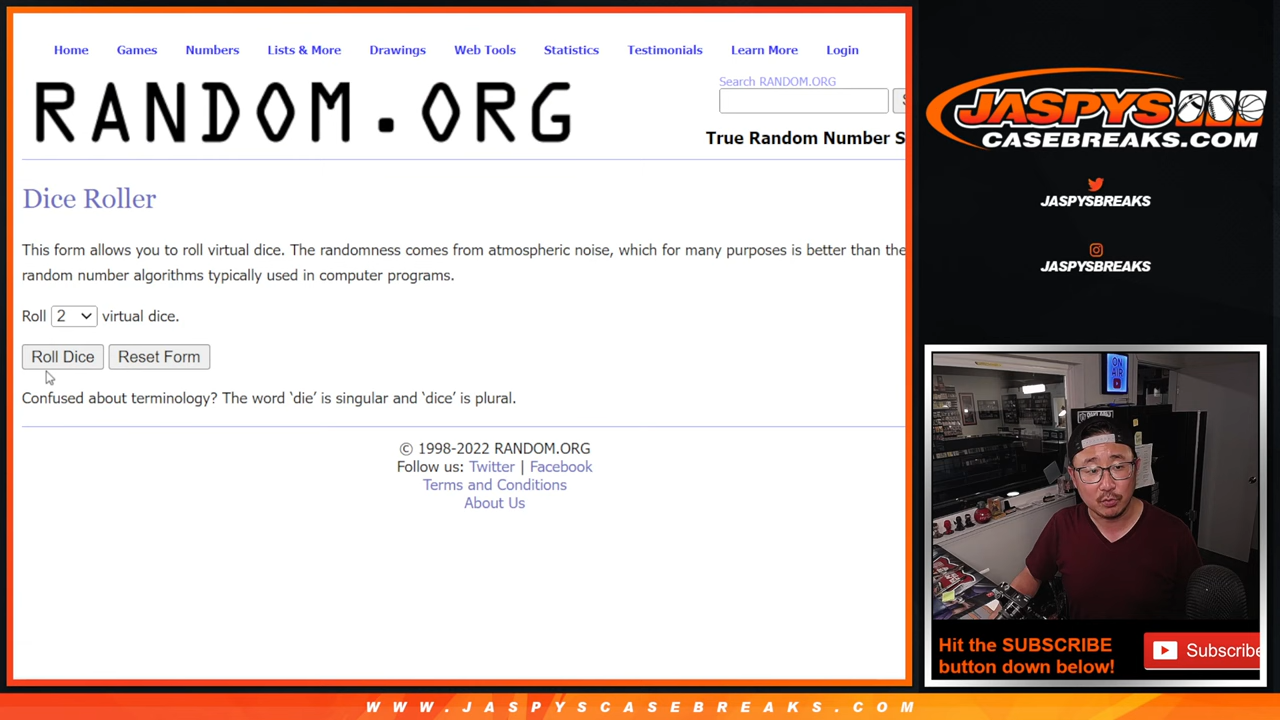 Home Games Numbers Lists & More Drawings Web Tools Statistics Testimonials Learn More Login
RANDOM.ORG
Search RANDOM.ORG
S
True Random Number S
Dice Roller
This form allows you to roll virtual dice. The randomness comes from atmospheric noise, which for many purposes is better than the
random number algorithms typically used in computer programs.
Roll 2 virtual dice.
Roll Dice Reset Form
Confused about terminology? The word ‘die’ is singular and ‘dice’ is plural.
© 1998-2022 RANDOM.ORG
Follow us: Twitter | Facebook
Terms and Conditions
About Us
JASPYS
CASEBREAKS.COM
JASPYSBREAKS
JASPYSBREAKS
ON
AIR
Hit the SUBSCRIBE
button down below!
Subscribe
WWW.JASPYSCASEBREAKS.COM